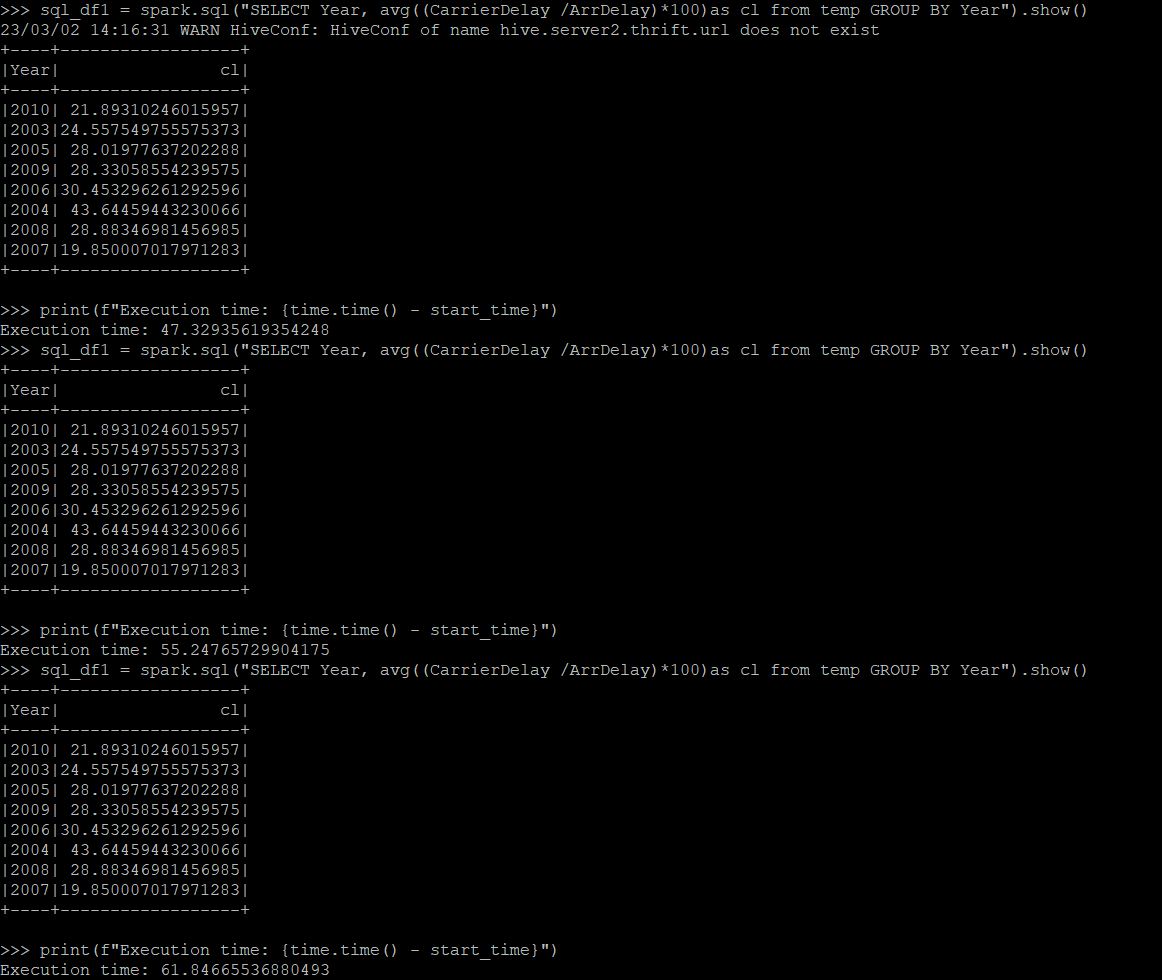 >>> sql_df1 = spark.sql("SELECT Year, avg((CarrierDelay /ArrDelay)*100)as cl from temp GROUP BY Year").show()
23/03/02 14:16:31 WARN HiveConf: HiveConf of name hive.server2.thrift.url does not exist
+----+------------------+
|Year|                cl|
+----+------------------+
|2010| 21.89310246015957|
|2003|24.557549755575373|
|2005| 28.01977637202288|
|2009| 28.33058554239575|
|2006|30.453296261292596|
|2004| 43.64459443230066|
|2008| 28.88346981456985|
|2007|19.850007017971283|
+----+------------------+

>>> print(f"Execution time: {time.time() - start_time}")
Execution time: 47.32935619354248
>>> sql_df1 = spark.sql("SELECT Year, avg((CarrierDelay /ArrDelay)*100)as cl from temp GROUP BY Year").show()
+----+------------------+
|Year|                cl|
+----+------------------+
|2010| 21.89310246015957|
|2003|24.557549755575373|
|2005| 28.01977637202288|
|2009| 28.33058554239575|
|2006|30.453296261292596|
|2004| 43.64459443230066|
|2008| 28.88346981456985|
|2007|19.850007017971283|
+----+------------------+

>>> print(f"Execution time: {time.time() - start_time}")
Execution time: 55.24765729904175
>>> sql_df1 = spark.sql("SELECT Year, avg((CarrierDelay /ArrDelay)*100)as cl from temp GROUP BY Year").show()
+----+------------------+
|Year|                cl|
+----+------------------+
|2010| 21.89310246015957|
|2003|24.557549755575373|
|2005| 28.01977637202288|
|2009| 28.33058554239575|
|2006|30.453296261292596|
|2004| 43.64459443230066|
|2008| 28.88346981456985|
|2007|19.850007017971283|
+----+------------------+

>>> print(f"Execution time: {time.time() - start_time}")
Execution time: 61.84665536880493